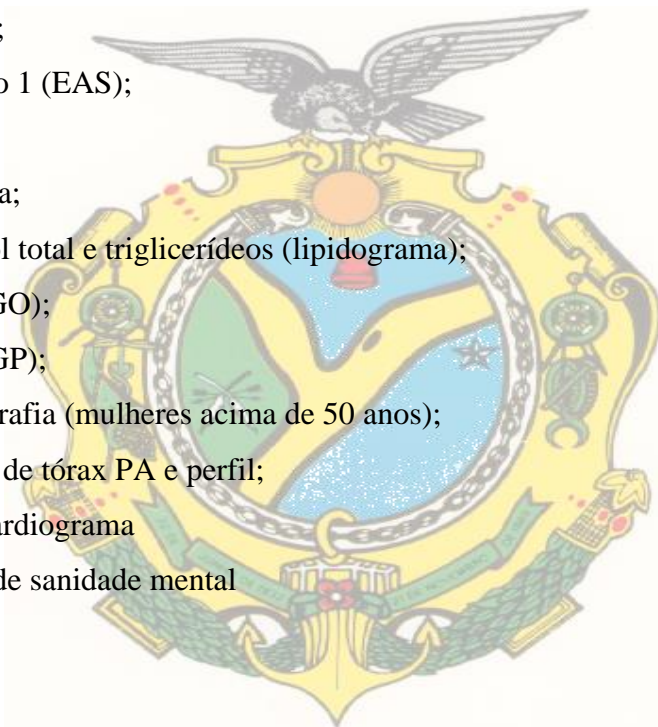 ;
o 1 (EAS);
a;
l total e triglicerídeos (lipidograma);
GO);
GP);
rafia (mulheres acima de 50 anos);
de tórax PA e perfil;
ardiograma
de sanidade mental